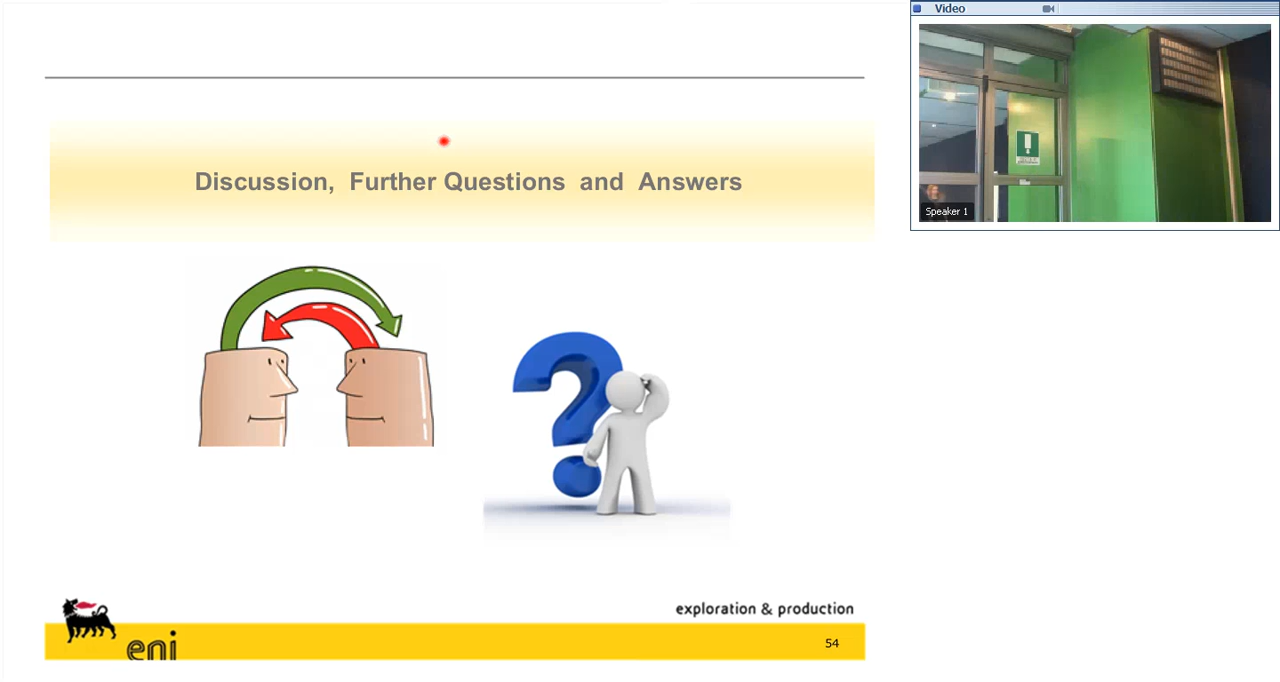 Video
Discussion, Further Questions and Answers
Speaker 1
exploration & production
eni
54